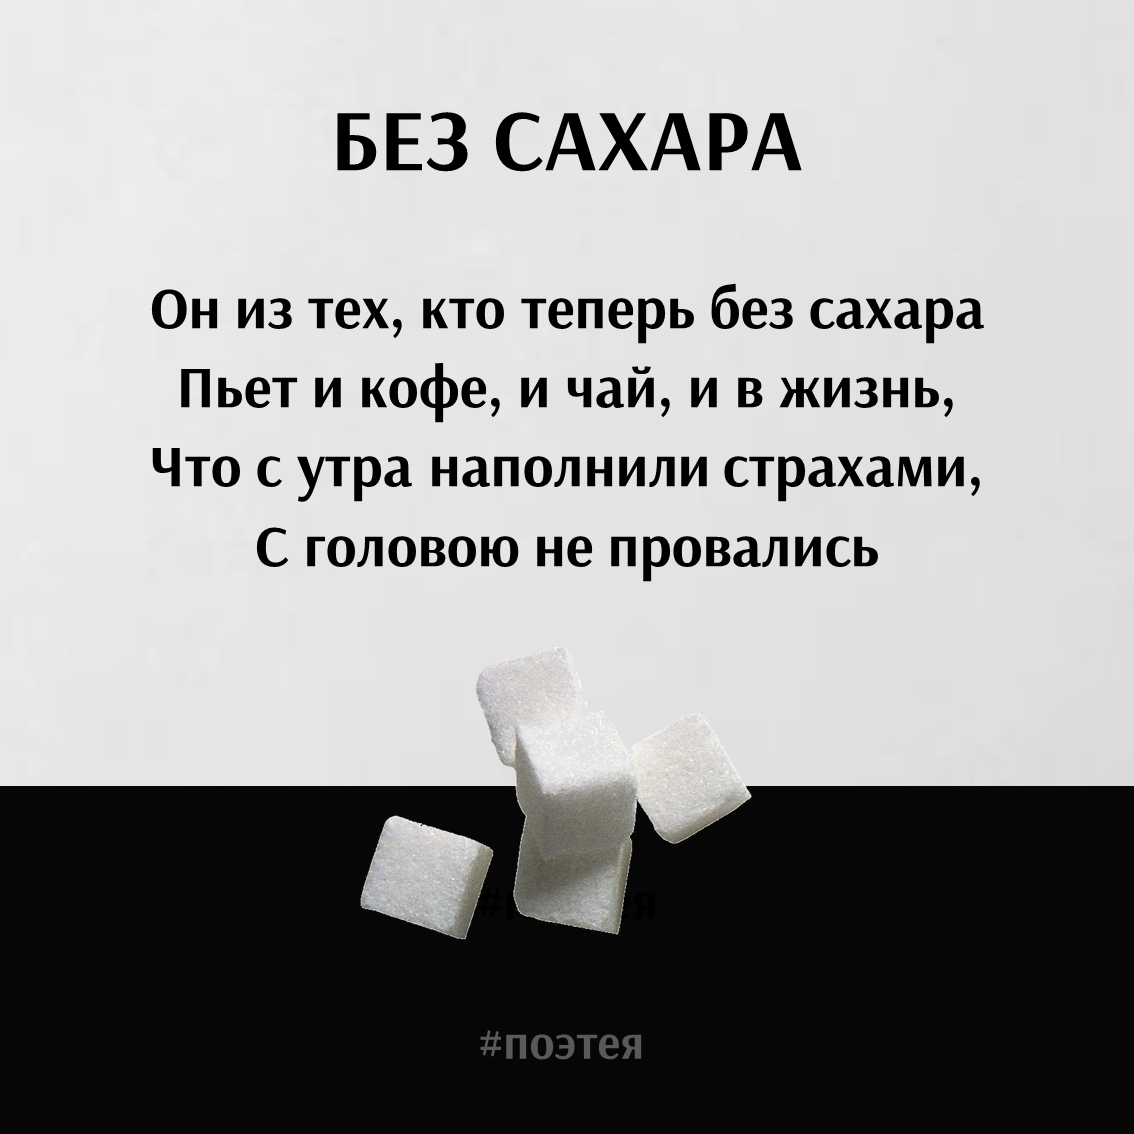 БЕЗ САХАРА
Он из тех, кто теперь без сахара
Пьет и кофе, и чай, и в жизнь,
Что с утра наполнили страхами,
С головою не провались
#поэтея